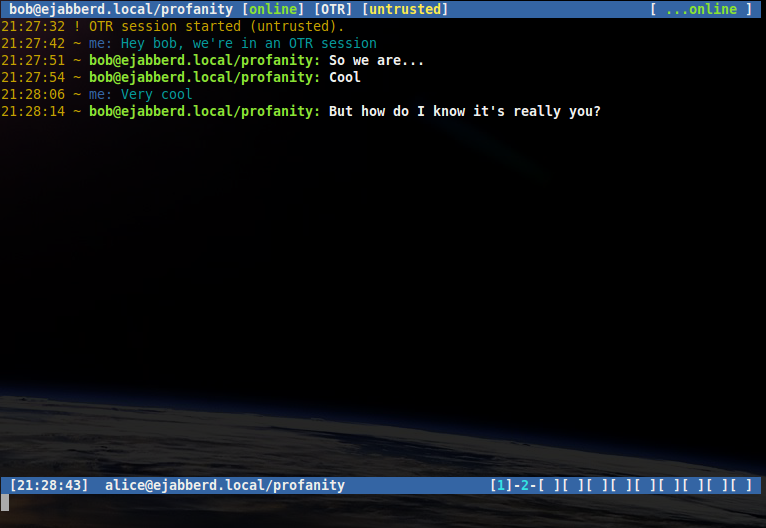 bob@ejabberd.local/profanity [online] [OTR] [untrusted] [ ...online ]
21:27:32 ! OTR session started (untrusted).
21:27:42 ~ me: Hey bob, we're in an OTR session
21:27:51 ~ bob@ejabberd.local/profanity: So we are...
21:27:54 ~ bob@ejabberd.local/profanity: Cool
21:28:06 ~ me: Very cool
21:28:14 ~ bob@ejabberd.local/profanity: But how do I know it's really you?
[21:28:43] alice@ejabberd.local/profanity [1]-2-[ ][ ][ ][ ][ ][ ][ ][ ][ ]